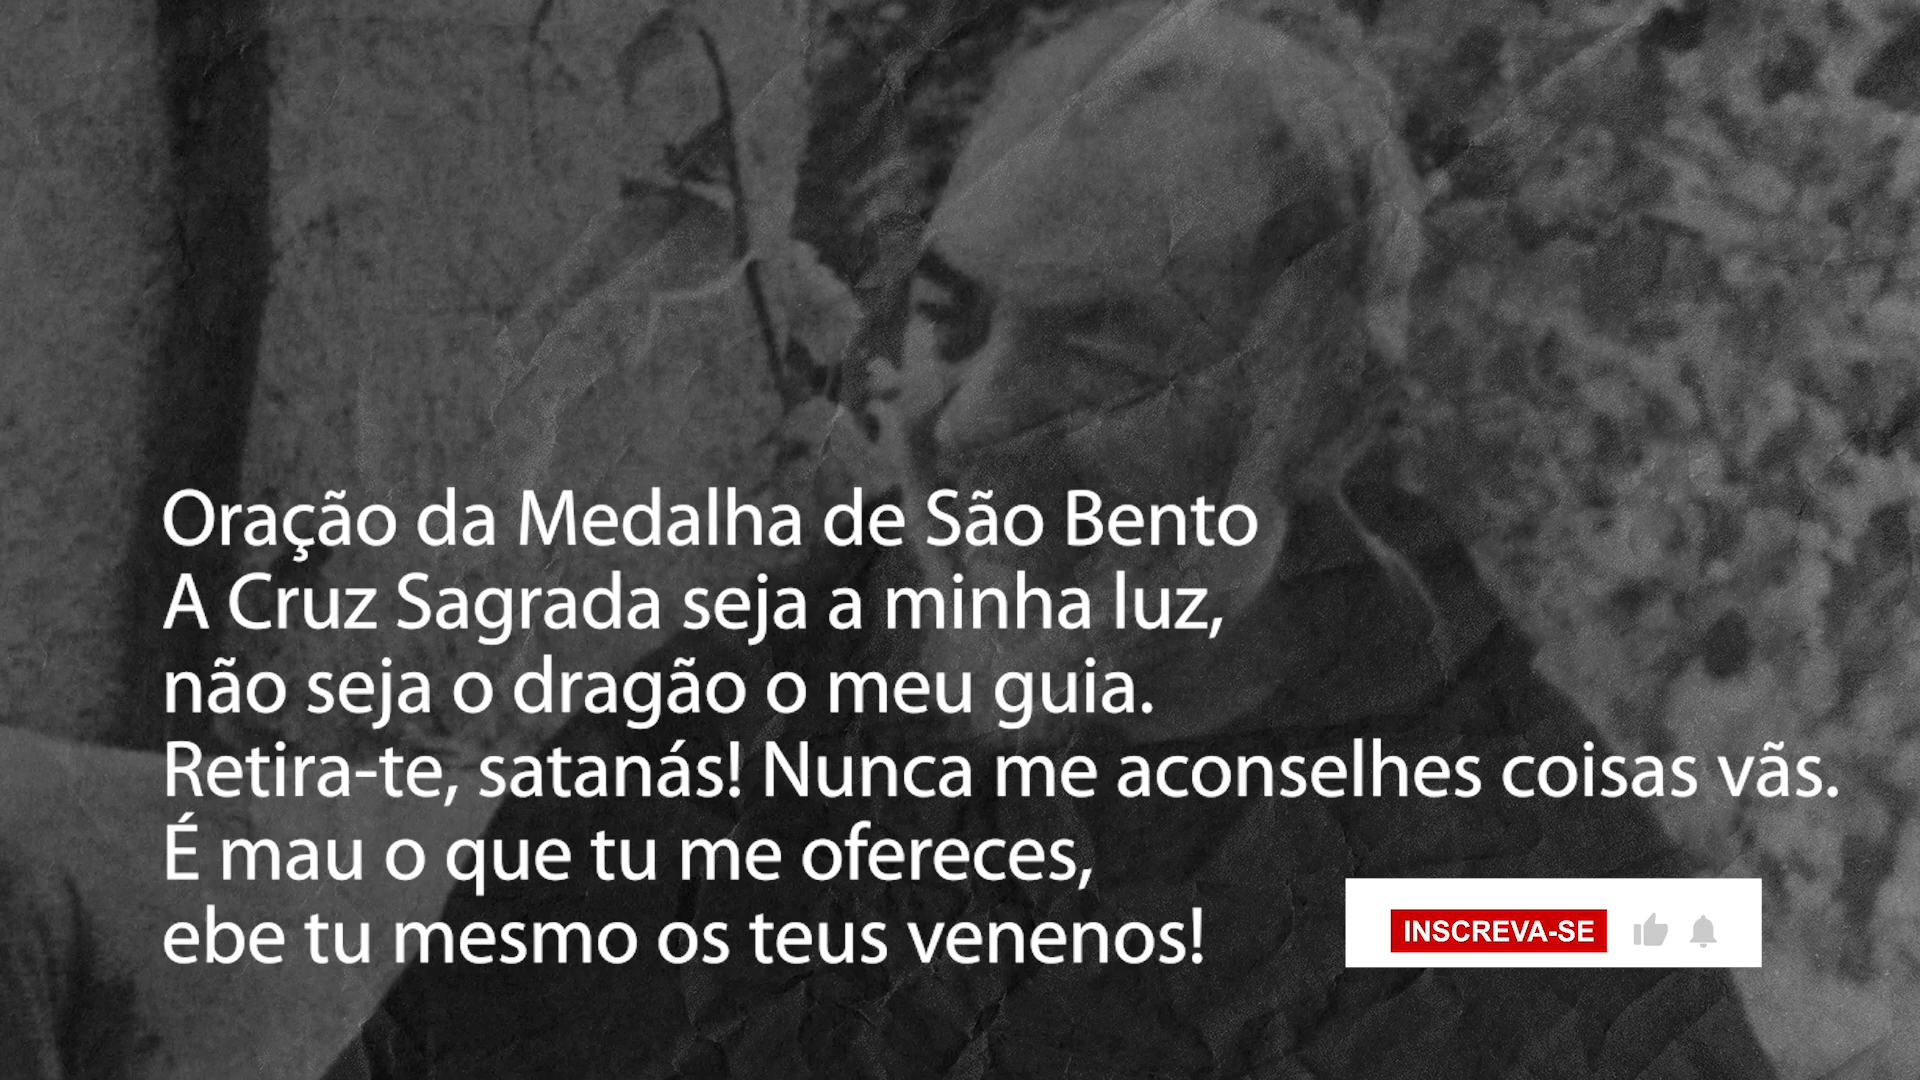 Oração da Medalha de São Bento
A Cruz Sagrada seja a minha luz,
não seja o dragão o meu guia.
Retira-te, satanás! Nunca me aconselhes coisas vãs.
É mau o que tu me ofereces,
ebe tu mesmo os teus venenos!
INSCREVA-SE